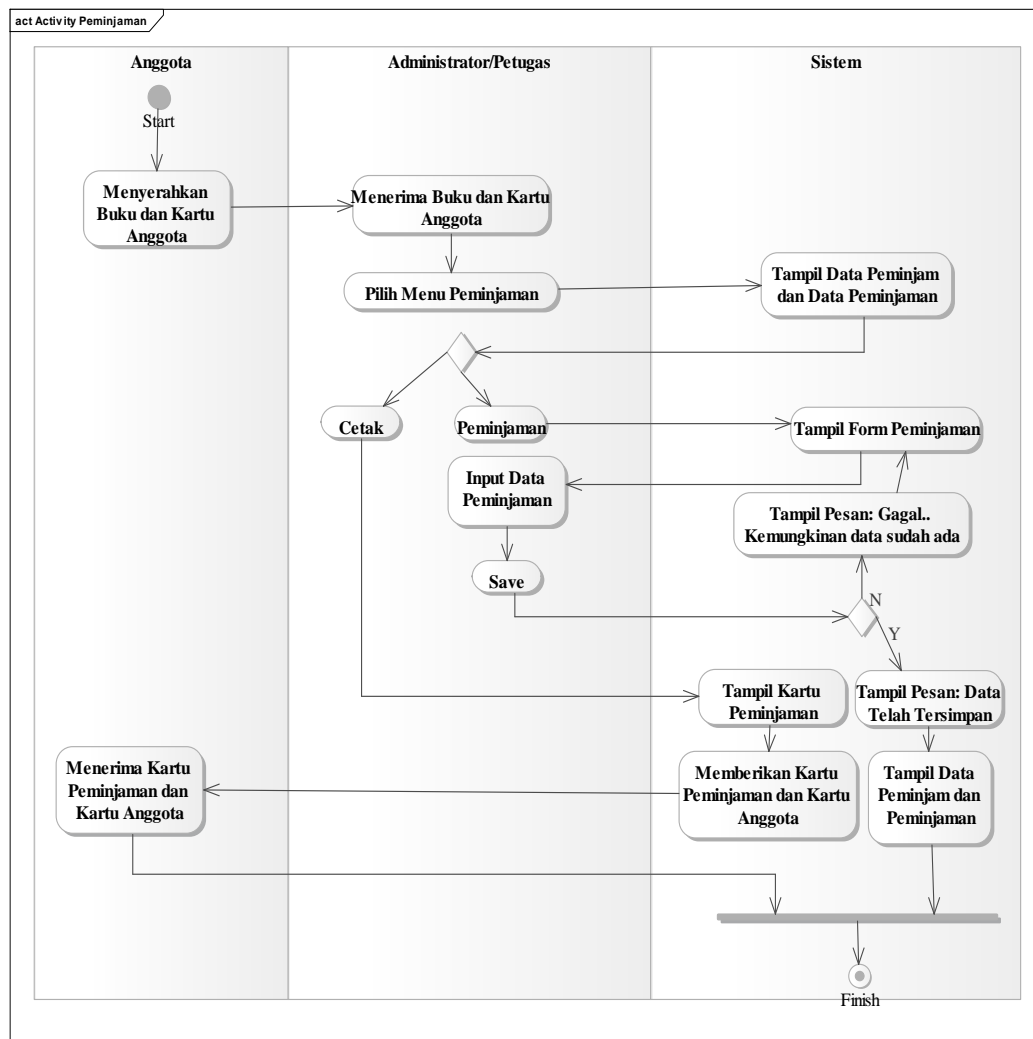 act Activity Peminjaman
Anggota
Administrator/Petugas
Sistem
Start
Menyerahkan
Buku dan Kartu
Anggota
Menerima Buku dan Kartu
Anggota
Pilih Menu Peminjaman
Tampil Data Peminjam
dan Data Peminjaman
Cetak
Peminjaman
Tampil Form Peminjaman
Input Data
Peminjaman
Tampil Pesan: Gagal..
Kemungkinan data sudah ada
Save
N
Y
Tampil Kartu
Peminjaman
Tampil Pesan: Data
Telah Tersimpan
Menerima Kartu
Peminjaman dan
Kartu Anggota
Memberikan Kartu
Peminjaman dan Kartu
Anggota
Tampil Data
Peminjam dan
Peminjaman
Finish